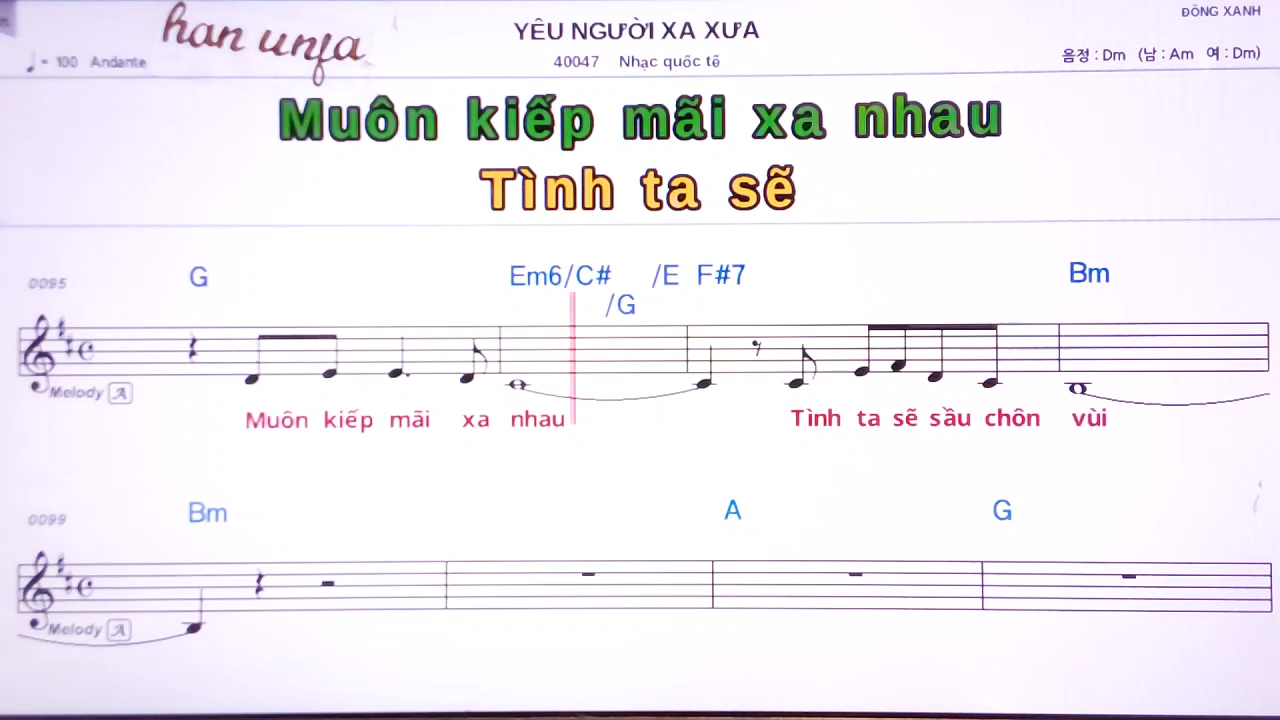 ĐÔNG XANH
han unfa
YÊU NGƯỜI XA XƯA
= 100 Andante
40047 Nhạc quốc tế
음정 : Dm (남 : Am 여 : Dm)
Muôn kiếp mãi xa nhau
Tình ta sẽ
0095 G Em6/C# /E F#7 Bm
/G
Melody A
Muôn kiếp mãi xa nhau Tình ta sẽ sầu chôn vùi
0099 Bm A G
Melody A